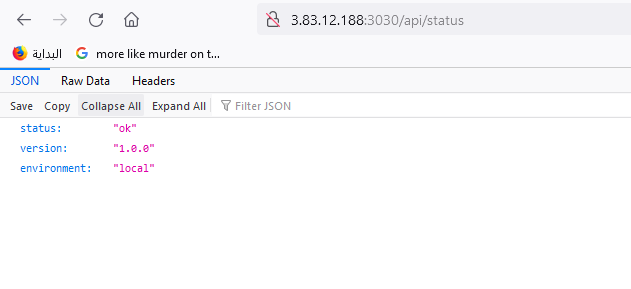 3.83.12.188:3030/api/status
البداية more like murder on t...
JSON Raw Data Headers
Save Copy Collapse All Expand All Filter JSON
status: "ok"
version: "1.0.0"
environment: "local"